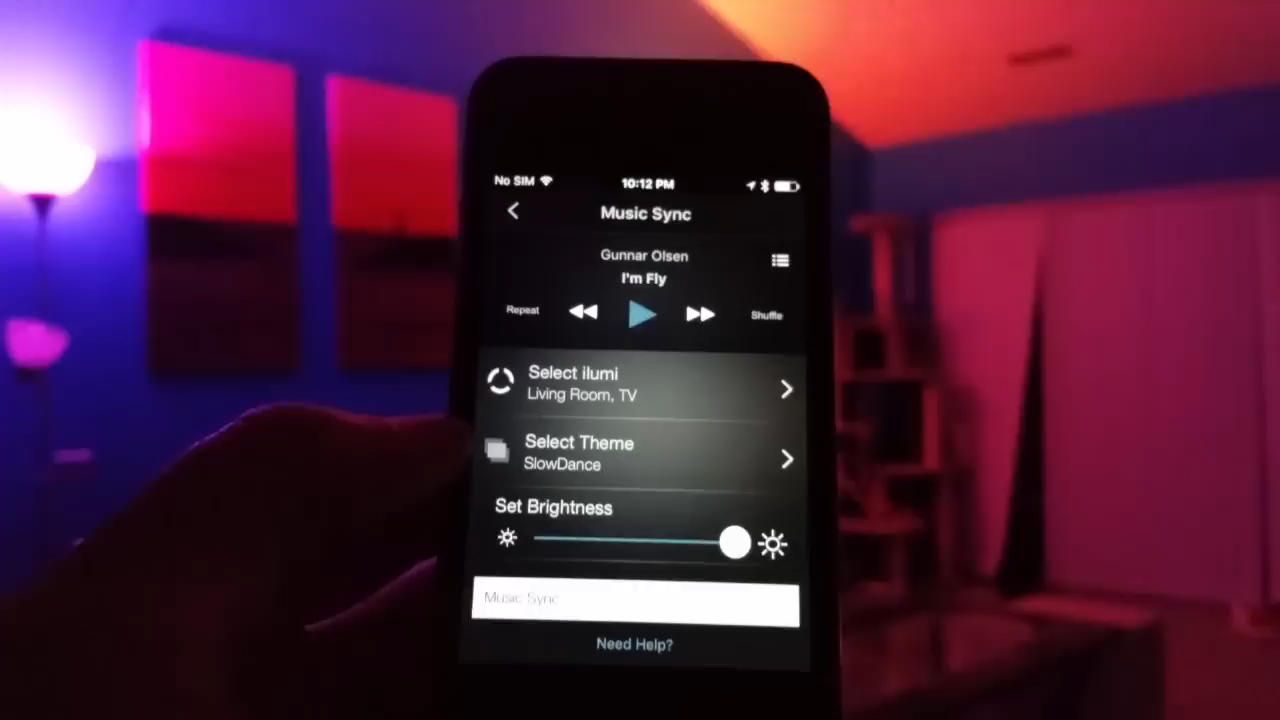 No SIM 10:12 PM
Music Sync
Gunnar Olsen
I'm Fly
Repeat Shuffle
Select ilumi
Living Room, TV
Select Theme
SlowDance
Set Brightness
Music Sync
Need Help?